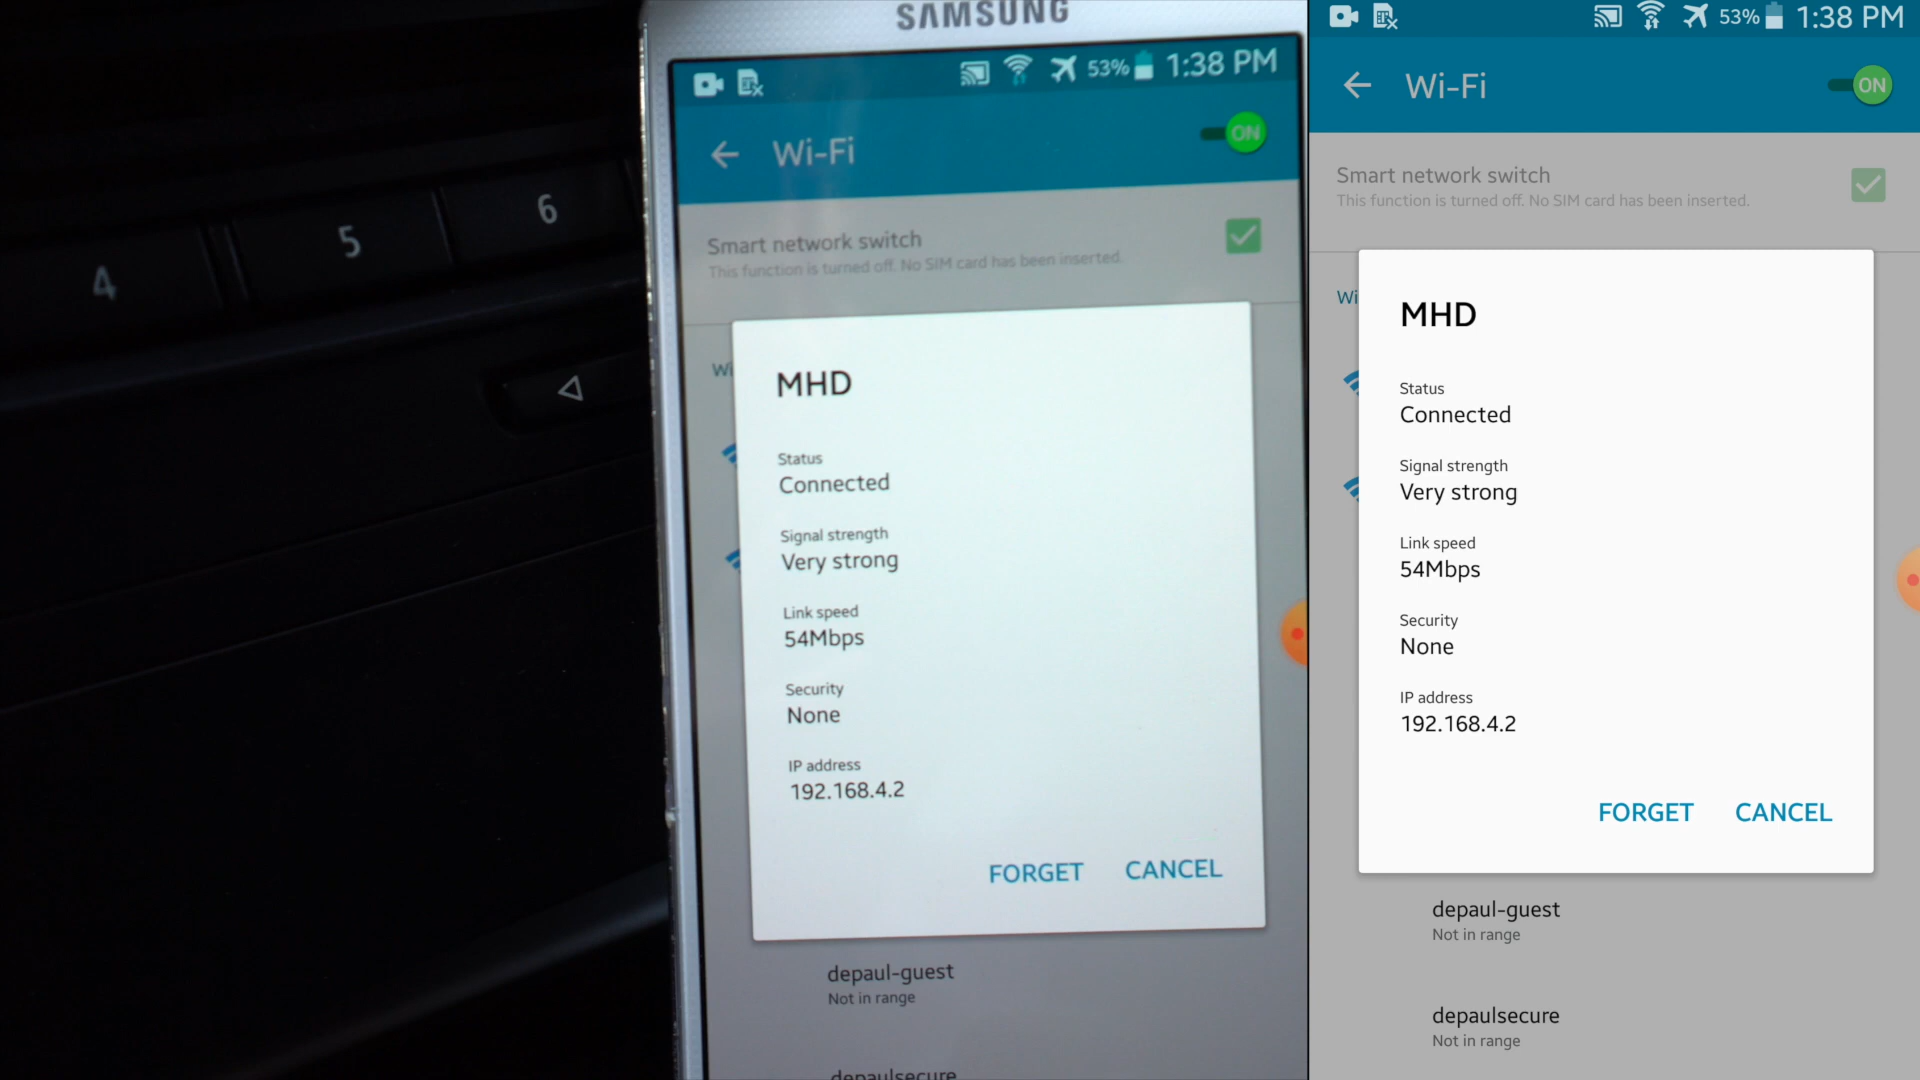 4
5
6
SAMSUNG
53%
1:38 PM
Wi-Fi
ON
Smart network switch
This function is turned off. No SIM card has been inserted.
Wi
MHD
Status
Connected
Signal strength
Very strong
Link speed
54Mbps
Security
None
IP address
192.168.4.2
FORGET
CANCEL
depaul-guest
Not in range
depaulsecure
53%
1:38 PM
Wi-Fi
ON
Smart network switch
This function is turned off. No SIM card has been inserted.
Wi
MHD
Status
Connected
Signal strength
Very strong
Link speed
54Mbps
Security
None
IP address
192.168.4.2
FORGET
CANCEL
depaul-guest
Not in range
depaulsecure
Not in range